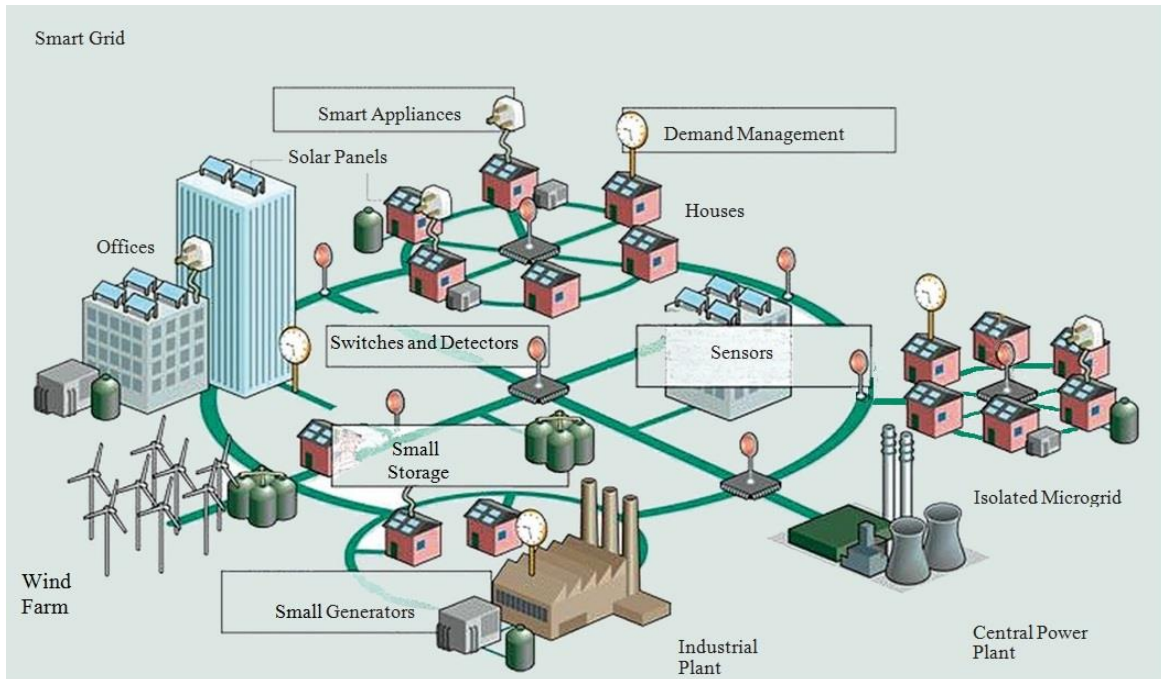 Smart Grid
Smart Appliances
Demand Management
Solar Panels
Houses
Offices
Switches and Detectors
Sensors
Small
Storage
Isolated Microgrid
Wind
Farm
Small Generators
Industrial
Plant
Central Power
Plant